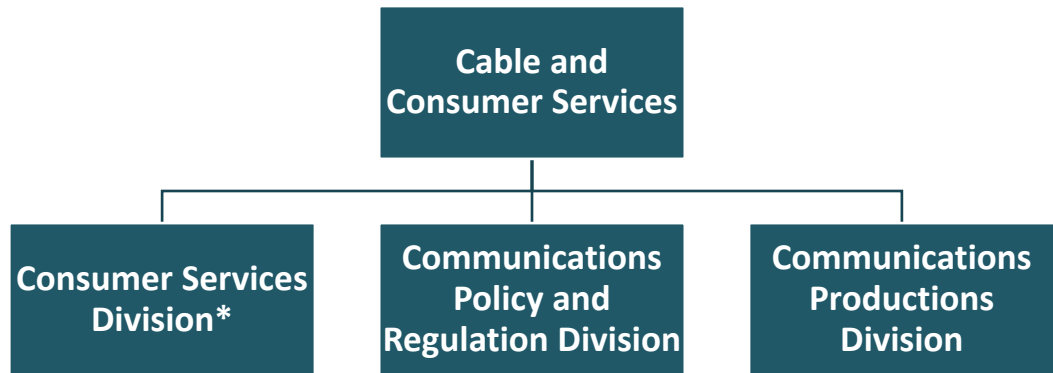 Cable and
Consumer Services
Consumer Services
Division*
Communications
Policy and
Regulation Division
Communications
Productions
Division